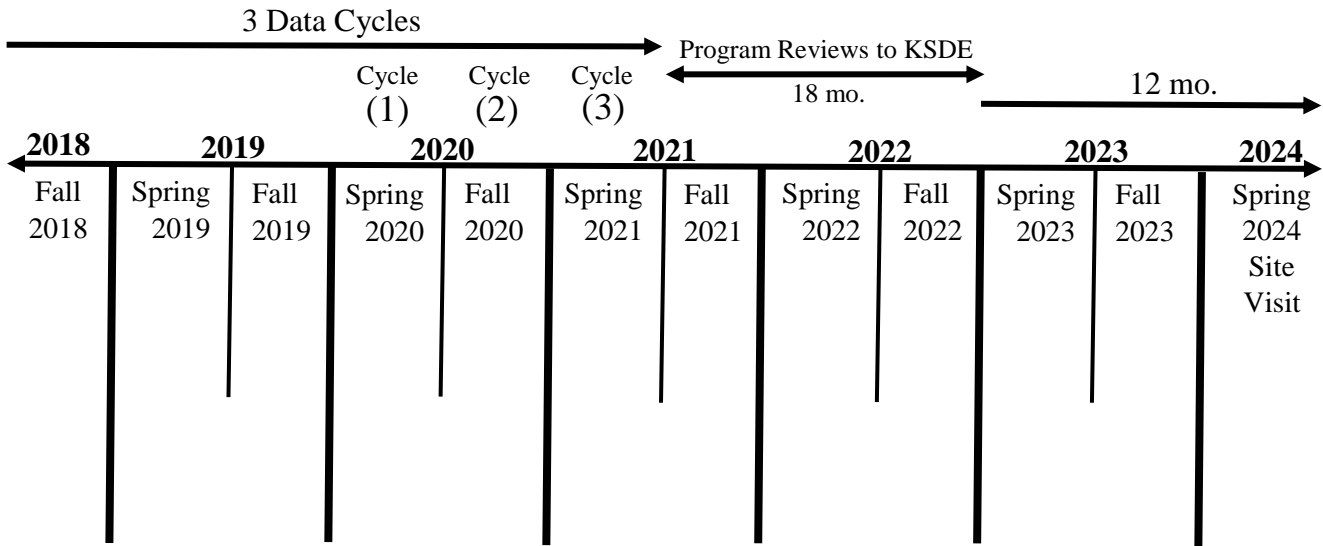 3 Data Cycles
Program Reviews to KSDE
18 mo.
12 mo.
Cycle
(1)
Cycle
(2)
Cycle
(3)
2018 2019 2020 2021 2022 2023 2024
Fall
2018
Spring
2019
Fall
2019
Spring
2020
Fall
2020
Spring
2021
Fall
2021
Spring
2022
Fall
2022
Spring
2023
Fall
2023
Spring
2024
Site
Visit